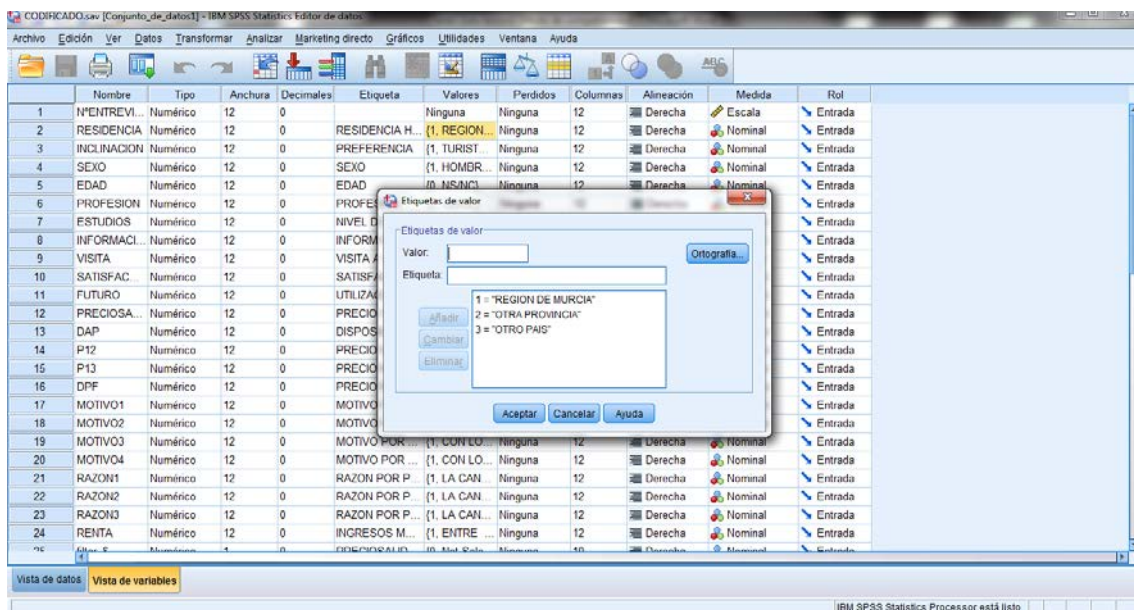 CODIFICADO.sav [Conjunto_de_datos1] - IBM SPSS Statistics Editor de datos
Archivo Edición Ver Datos Transformar Analizar Marketing directo Gráficos Utilidades Ventana Ayuda
Nombre Tipo Anchura Decimales Etiqueta Valores Perdidos Columnas Alineación Medida Rol
1 NºENTREVI... Numérico 12 0 Ninguna Ninguna 12 Derecha Escala Entrada
2 RESIDENCIA Numérico 12 0 RESIDENCIA H... {1, REGION... Ninguna 12 Derecha Nominal Entrada
3 INCLINACION Numérico 12 0 PREFERENCIA {1, TURIST... Ninguna 12 Derecha Nominal Entrada
4 SEXO Numérico 12 0 SEXO {1, HOMBR... Ninguna 12 Derecha Nominal Entrada
5 EDAD Numérico 12 0 EDAD {0, NS/NC}... Ninguna 12 Derecha Nominal Entrada
6 PROFESION Numérico 12 0 PROFES Entrada
7 ESTUDIOS Numérico 12 0 NIVEL D Entrada
8 INFORMACI... Numérico 12 0 INFORM Entrada
9 VISITA Numérico 12 0 VISITA A Entrada
10 SATISFAC... Numérico 12 0 SATISFA Entrada
11 FUTURO Numérico 12 0 UTILIZA Entrada
12 PRECIOSA... Numérico 12 0 PRECIO Entrada
13 DAP Numérico 12 0 DISPOS Entrada
14 P12 Numérico 12 0 PRECIO Entrada
15 P13 Numérico 12 0 PRECIO Entrada
16 DPF Numérico 12 0 PRECIO Entrada
17 MOTIVO1 Numérico 12 0 MOTIVO Entrada
18 MOTIVO2 Numérico 12 0 MOTIVO Entrada
19 MOTIVO3 Numérico 12 0 MOTIVO POR ... {1, CON LO... Ninguna 12 Derecha Nominal Entrada
20 MOTIVO4 Numérico 12 0 MOTIVO POR ... {1, CON LO... Ninguna 12 Derecha Nominal Entrada
21 RAZON1 Numérico 12 0 RAZON POR P... {1, LA CAN... Ninguna 12 Derecha Nominal Entrada
22 RAZON2 Numérico 12 0 RAZON POR P... {1, LA CAN... Ninguna 12 Derecha Nominal Entrada
23 RAZON3 Numérico 12 0 RAZON POR P... {1, LA CAN... Ninguna 12 Derecha Nominal Entrada
24 RENTA Numérico 12 0 INGRESOS M... {1, ENTRE ... Ninguna 12 Derecha Nominal Entrada
Etiquetas de valor
Etiquetas de valor
Valor:
Ortografía...
Etiqueta:
1 = "REGION DE MURCIA"
2 = "OTRA PROVINCIA"
3 = "OTRO PAIS"
Añadir
Cambiar
Eliminar
Aceptar Cancelar Ayuda
Vista de datos Vista de variables
IBM SPSS Statistics Processor está listo